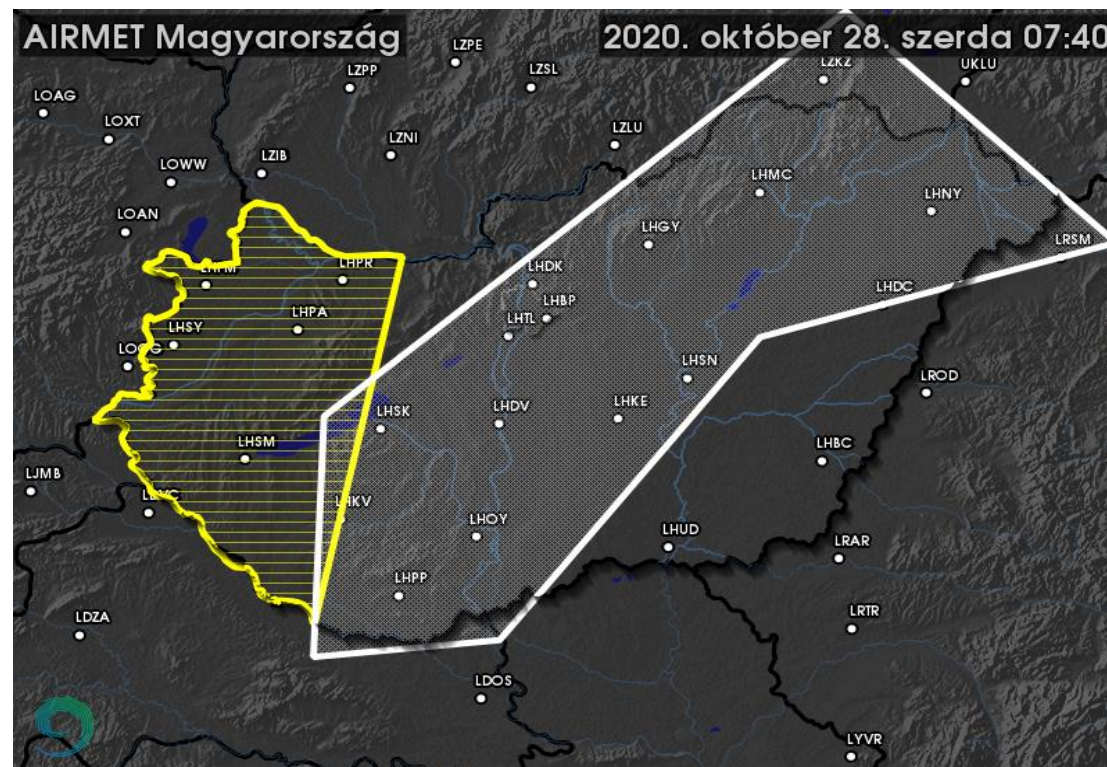 AIRMET Magyarország
2020. október 28. szerda 07:40
LZPE
LZKZ
UKLU
LZPP
LZSL
LOAG
LOXT
LZLU
LZNI
LZIB
LOWW
LHMC
LHNY
LOAN
LHGY
LRSM
LHPR
LHDK
LHDC
LHBP
LHPA
LHTL
LHSY
LHSN
LROD
LHSK
LHDV
LHKE
LHSM
LHBC
LJMB
LHKV
LHOY
LHUD
LRAR
LHPP
LRTR
LDZA
LDOS
LYVR